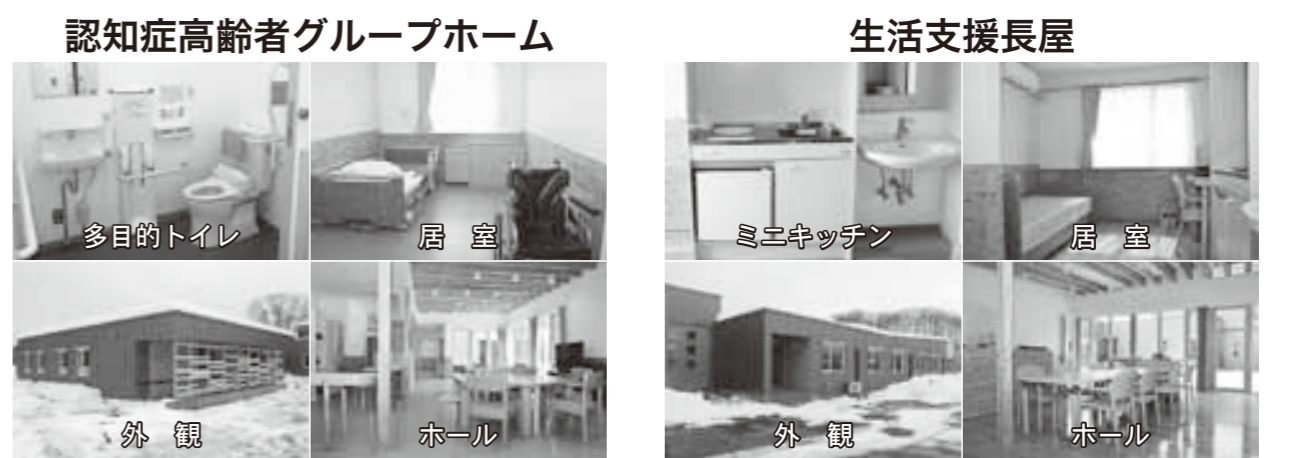 認知症高齢者グループホーム
多目的トイレ
居　室
外　観
ホール
生活支援長屋
ミニキッチン
居　室
外　観
ホール